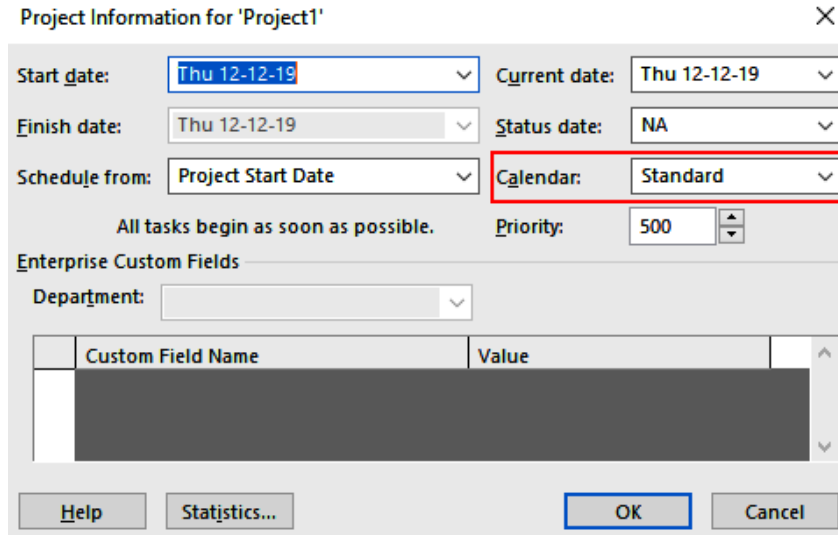 Project Information for 'Project1'
Start date: Thu 12-12-19 Current date: Thu 12-12-19
Finish date: Thu 12-12-19 Status date: NA
Schedule from: Project Start Date Calendar: Standard
All tasks begin as soon as possible. Priority: 500
Enterprise Custom Fields
Department:
Custom Field Name Value
Help Statistics... OK Cancel